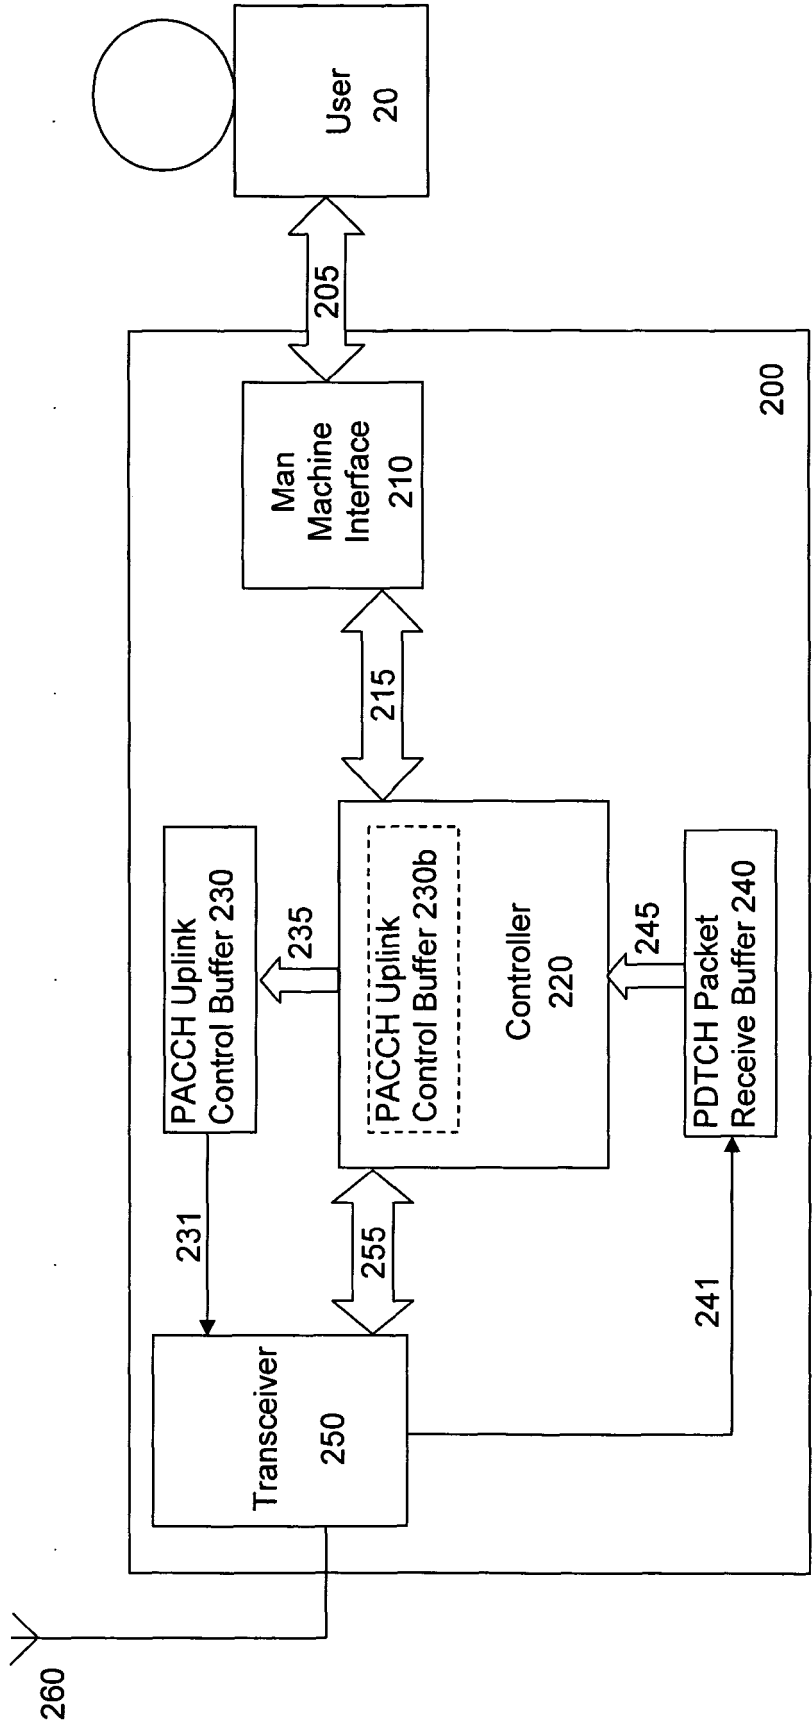 User
20
205
200
Man
Machine
Interface
210
215
PACCH Uplink
Control Buffer 230
235
PACCH Uplink
Control Buffer 230b
Controller
220
245
PDTCH Packet
Receive Buffer 240
231
255
241
Transceiver
250
260